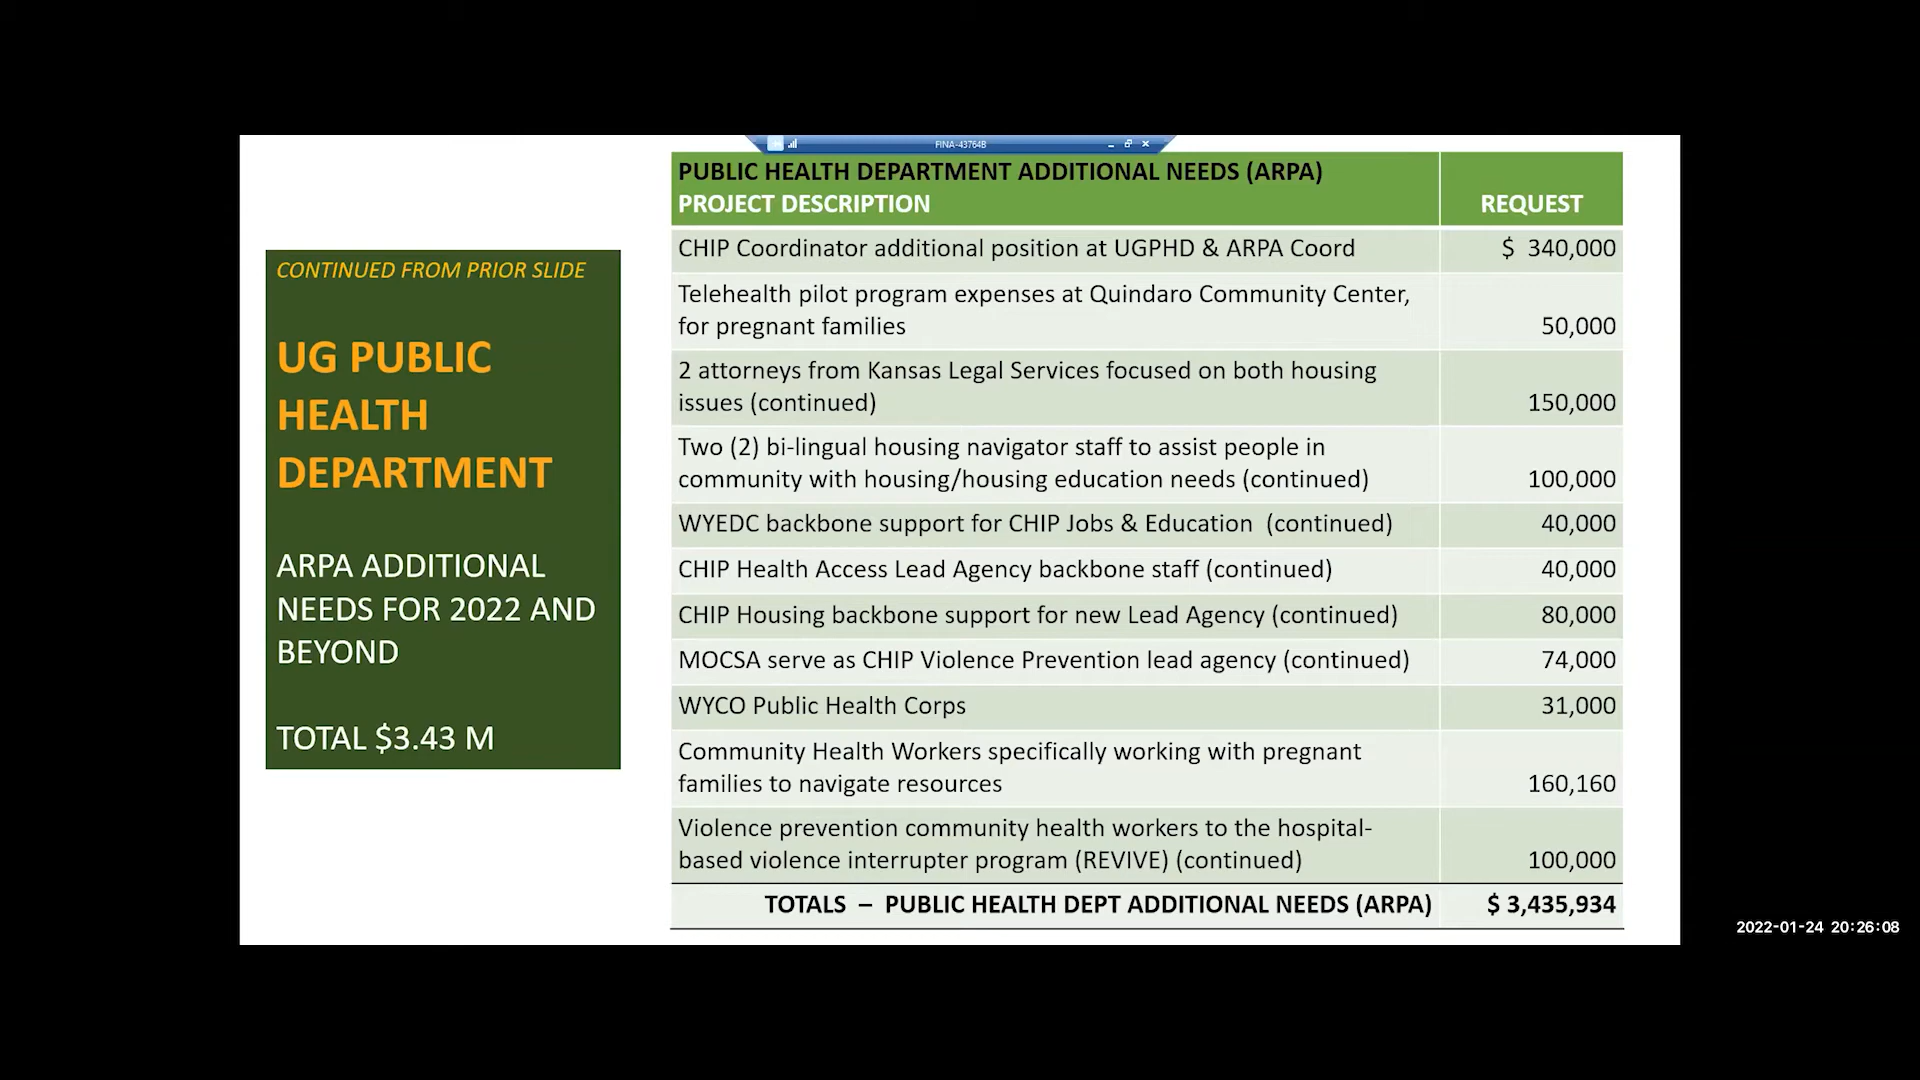 FINA-43764B
CONTINUED FROM PRIOR SLIDE
UG PUBLIC
HEALTH
DEPARTMENT
ARPA ADDITIONAL
NEEDS FOR 2022 AND
BEYOND
TOTAL $3.43 M
PUBLIC HEALTH DEPARTMENT ADDITIONAL NEEDS (ARPA)
PROJECT DESCRIPTION REQUEST
CHIP Coordinator additional position at UGPHD & ARPA Coord $ 340,000
Telehealth pilot program expenses at Quindaro Community Center,
for pregnant families 50,000
2 attorneys from Kansas Legal Services focused on both housing
issues (continued) 150,000
Two (2) bi-lingual housing navigator staff to assist people in
community with housing/housing education needs (continued) 100,000
WYEDC backbone support for CHIP Jobs & Education (continued) 40,000
CHIP Health Access Lead Agency backbone staff (continued) 40,000
CHIP Housing backbone support for new Lead Agency (continued) 80,000
MOCSA serve as CHIP Violence Prevention lead agency (continued) 74,000
WYCO Public Health Corps 31,000
Community Health Workers specifically working with pregnant
families to navigate resources 160,160
Violence prevention community health workers to the hospital-
based violence interrupter program (REVIVE) (continued) 100,000
TOTALS – PUBLIC HEALTH DEPT ADDITIONAL NEEDS (ARPA) $ 3,435,934
2022-01-24 20:26:08